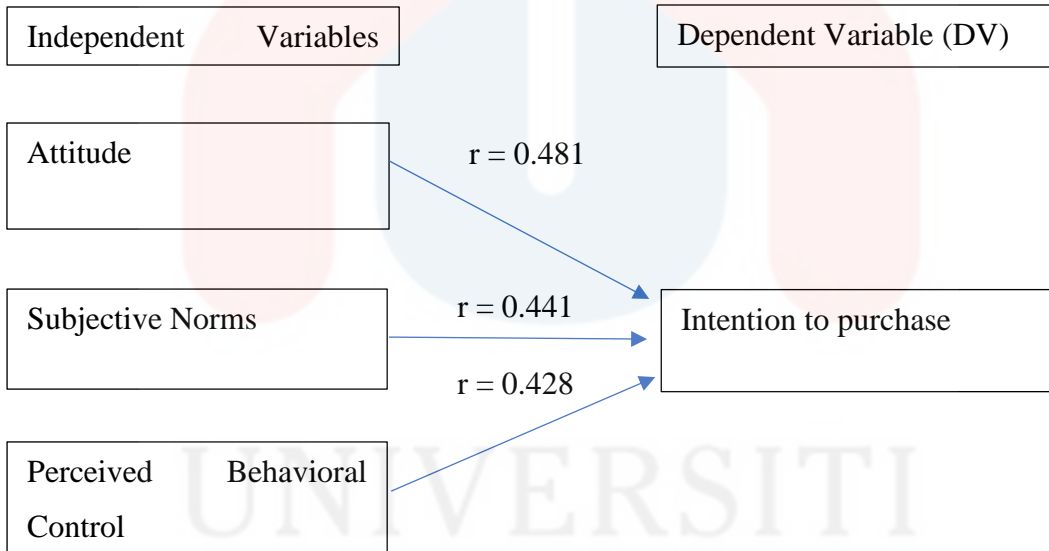 Independent Variables
Dependent Variable (DV)
Attitude
r = 0.481
Subjective Norms
r = 0.441
Intention to purchase
r = 0.428
Perceived Behavioral
Control
UNIVERSITI